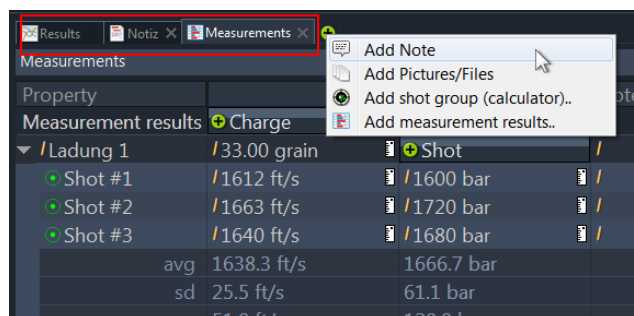 Results Notiz Measurements
Add Note
Measurements
Add Pictures/Files
Property
Add shot group (calculator)..
Measurement results Charge
Add measurement results..
Ladung 1 33.00 grain Shot
Shot #1 1612 ft/s 1600 bar
Shot #2 1663 ft/s 1720 bar
Shot #3 1640 ft/s 1680 bar
avg 1638.3 ft/s 1666.7 bar
sd 25.5 ft/s 61.1 bar